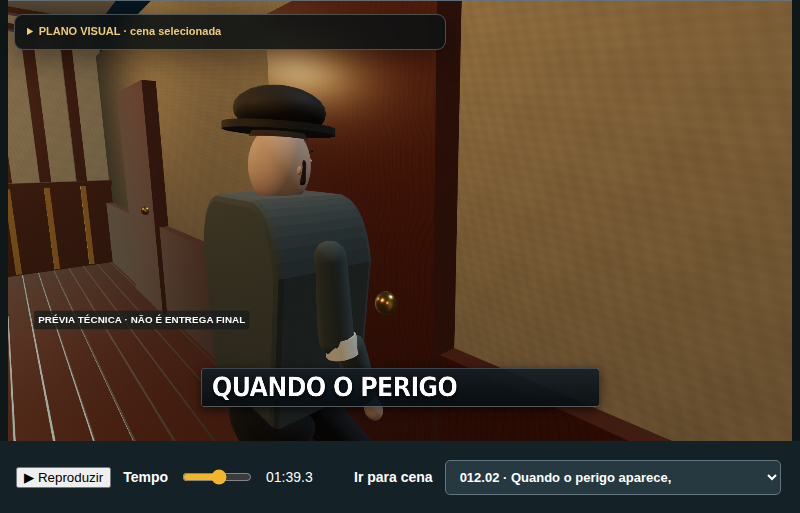 ▶ PLANO VISUAL · cena selecionada
PRÉVIA TÉCNICA · NÃO É ENTREGA FINAL
QUANDO O PERIGO
▶ Reproduzir Tempo 01:39.3 Ir para cena 012.02 · Quando o perigo aparece,